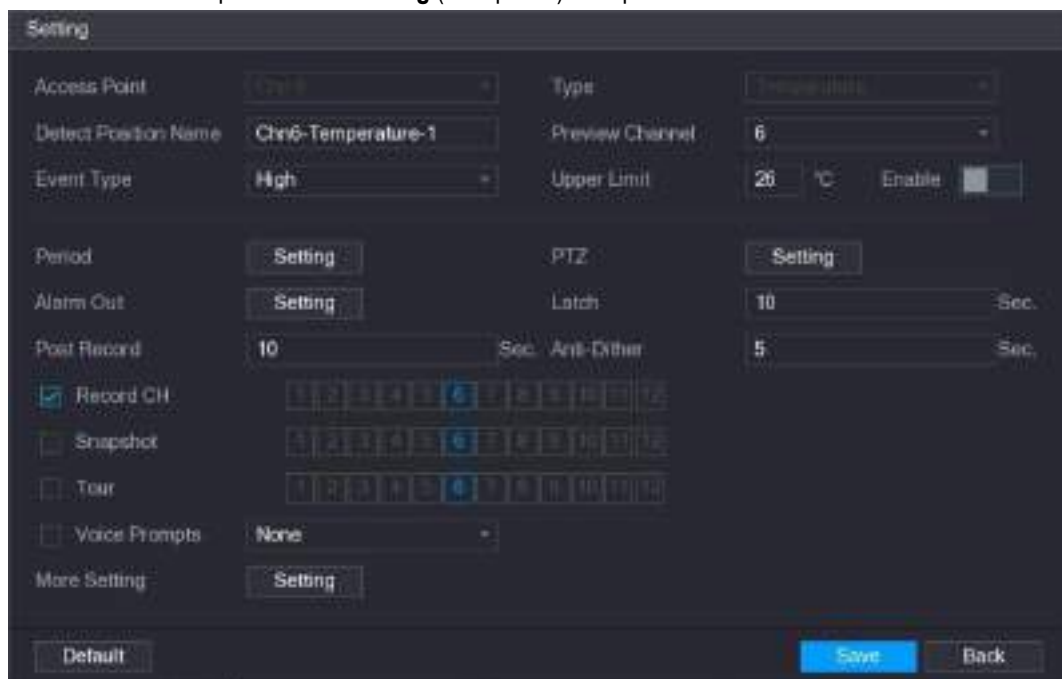 Setting
Access Point Type
Detect Position Name Chn6-Temperature-1 Preview Channel 6
Event Type High Upper Limit 26 °C Enable
Period Setting PTZ Setting
Alarm Out Setting Latch 10 Sec.
Post Record 10 Sec. Anti-Dither 5 Sec.
Record CH 1 2 3 4 5 6 7 8 9 10 11 12
Snapshot 1 2 3 4 5 6 7 8 9 10 11 12
Tour 1 2 3 4 5 6 7 8 9 10 11 12
Voice Prompts None
More Setting Setting
Default Save Back